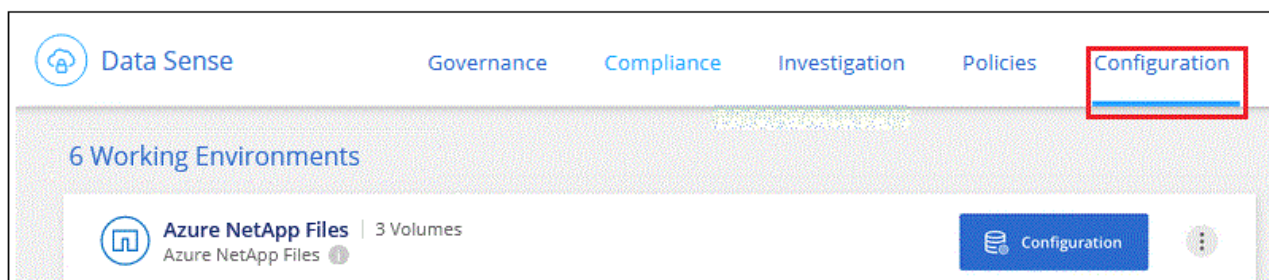 Data Sense Governance Compliance Investigation Policies Configuration
6 Working Environments
Azure NetApp Files | 3 Volumes
Azure NetApp Files
Configuration